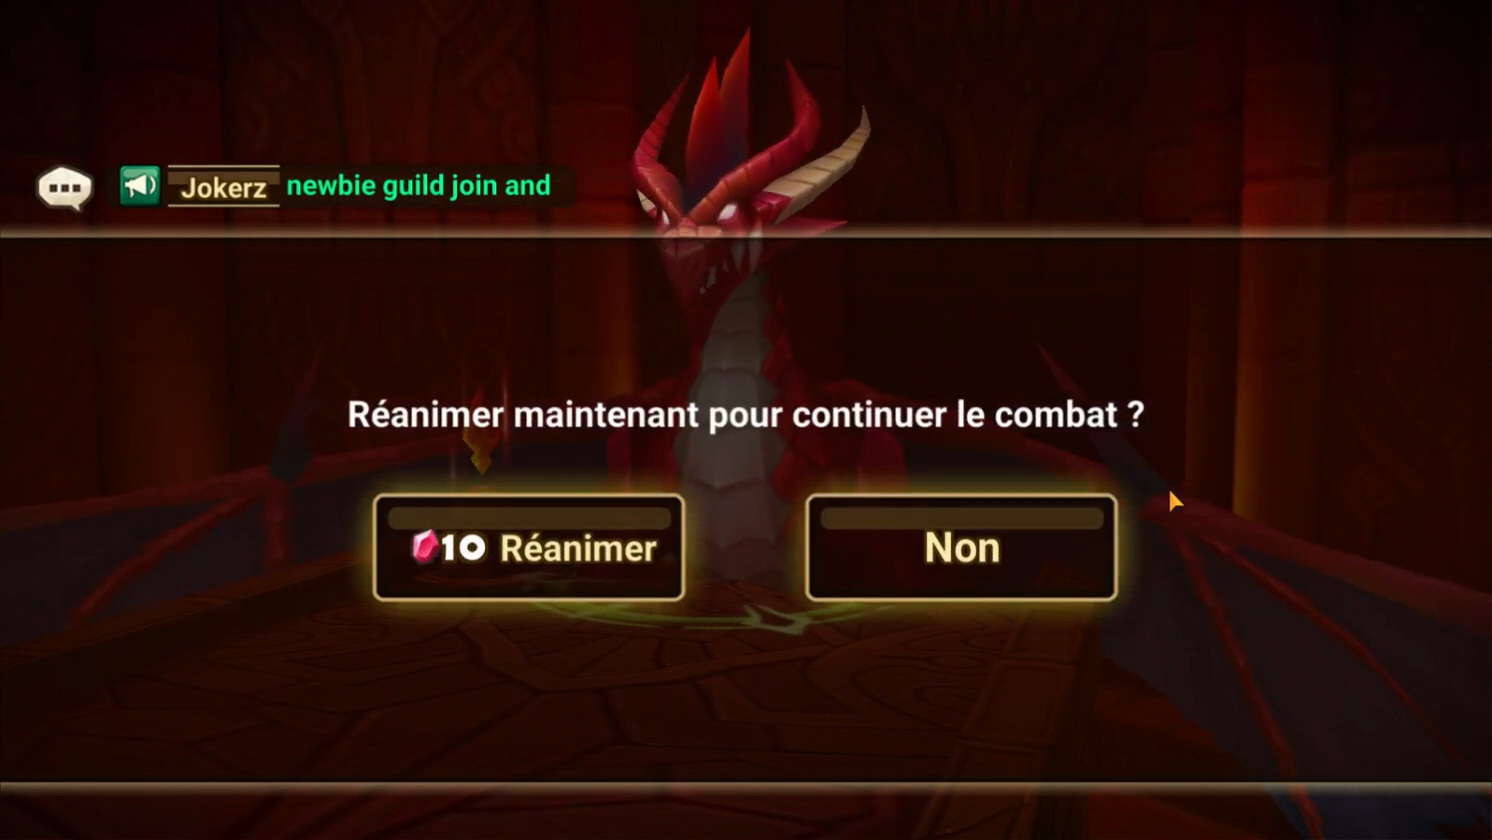 Jokerz newbie guild join and
Réanimer maintenant pour continuer le combat ?
10 Réanimer
Non